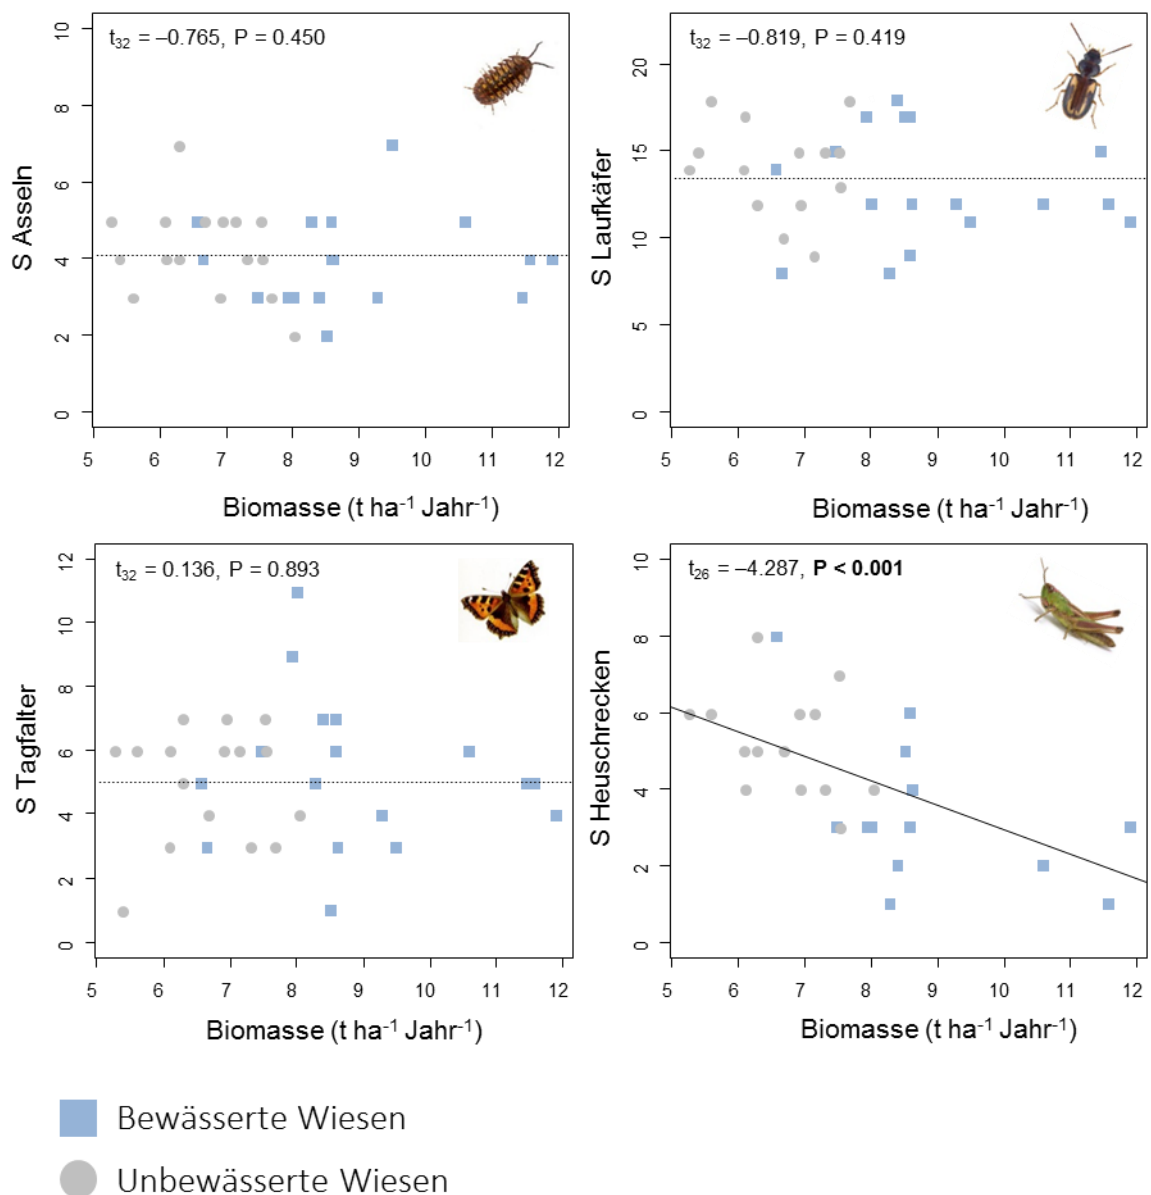 t32 = –0.765, P = 0.450
S Asseln
10
8
6
4
2
0
5 6 7 8 9 10 11 12
Biomasse (t ha-1 Jahr-1)
t32 = –0.819, P = 0.419
S Laufkäfer
20
15
10
5
0
5 6 7 8 9 10 11 12
Biomasse (t ha-1 Jahr-1)
t32 = 0.136, P = 0.893
S Tagfalter
12
10
8
6
4
2
0
5 6 7 8 9 10 11 12
Biomasse (t ha-1 Jahr-1)
t26 = –4.287, P < 0.001
S Heuschrecken
10
8
6
4
2
0
5 6 7 8 9 10 11 12
Biomasse (t ha-1 Jahr-1)
Bewässerte Wiesen
Unbewässerte Wiesen